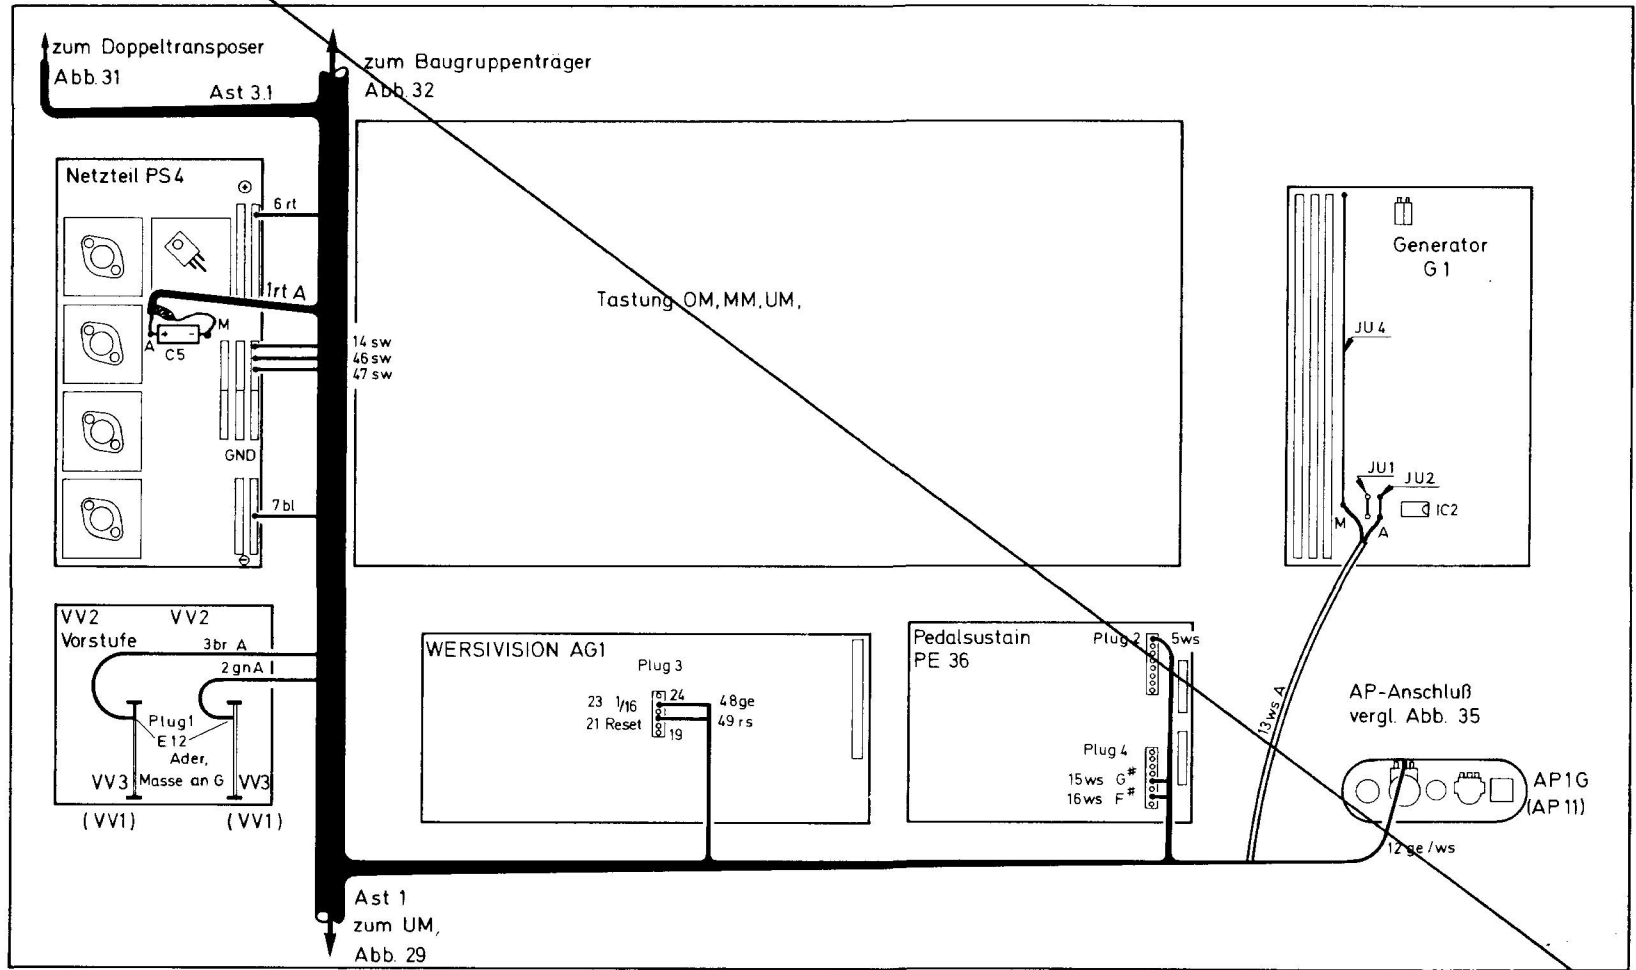 zum Doppeltransposer
Abb. 31
Ast 3.1
zum Baugruppenträger
Abb. 32
Netzteil PS4
6 rt
1rt A
A
M
C5
14 sw
46 sw
47 sw
GND
7 bl
Tastung OM, MM, UM,
Generator
G1
JU 4
JU1
JU2
M
A
IC2
VV2
VV2
Vorstufe
3br A
2 gn A
Plug1
E12
Ader,
Masse an G
VV3
VV3
(VV1)
(VV1)
WERSIVISION AG1
Plug 3
23 1/16
24
48ge
21 Reset
49 rs
19
Pedalsustain
PE 36
Plug 2
5ws
Plug 4
15ws G#
16ws F#
13ws A
AP-Anschluß
vergl. Abb. 35
AP1G
(AP11)
12 ge/ws
Ast 1
zum UM,
Abb. 29